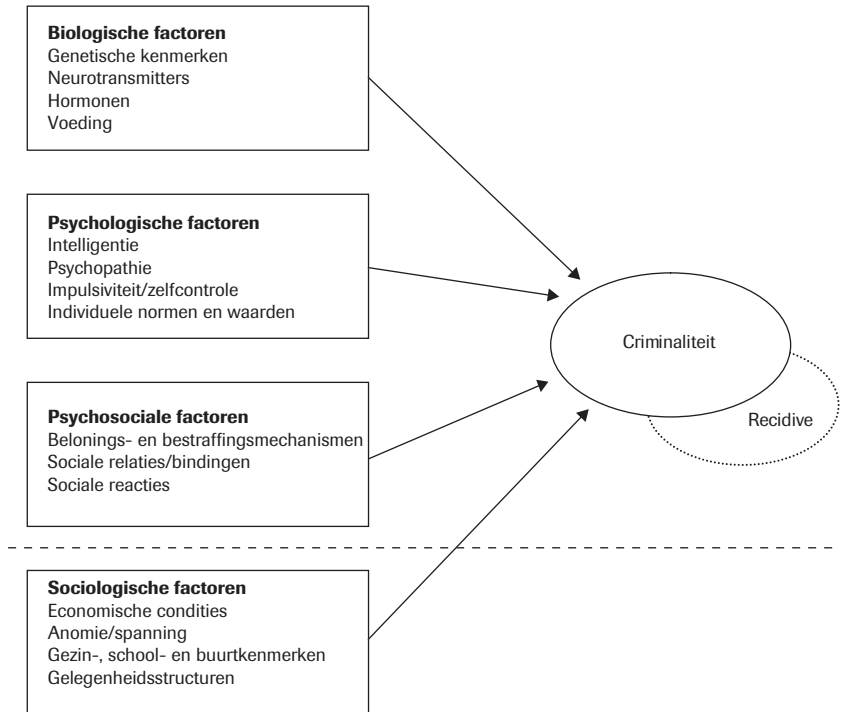 Biologische factoren
Genetische kenmerken
Neurotransmitters
Hormonen
Voeding
Psychologische factoren
Intelligentie
Psychopathie
Impulsiviteit/zelfcontrole
Individuele normen en waarden
Criminaliteit
Recidive
Psychosociale factoren
Belonings- en bestraffingsmechanismen
Sociale relaties/bindingen
Sociale reacties
Sociologische factoren
Economische condities
Anomie/spanning
Gezin-, school- en buurtkenmerken
Gelegenheidsstructuren